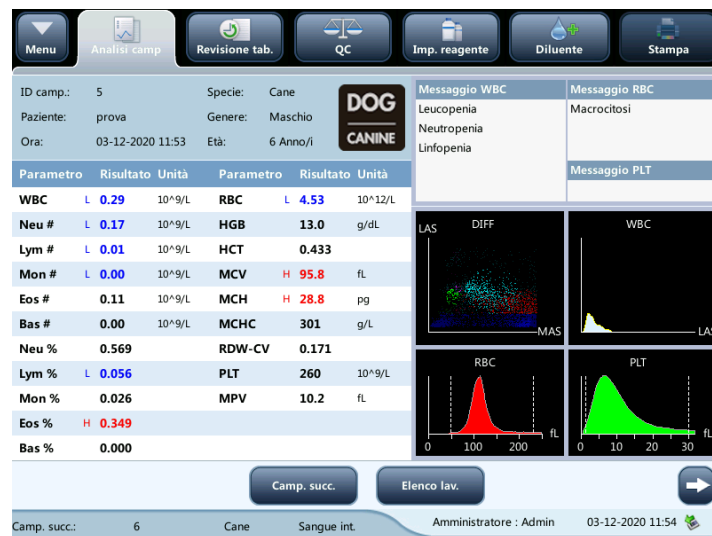 Menu
Analisi camp
Revisione tab.
QC
Imp. reagente
Diluente
Stampa
ID camp.: 5 Specie: Cane
Paziente: prova Genere: Maschio
Ora: 03-12-2020 11:53 Età: 6 Anno/i
DOG
CANINE
Messaggio WBC
Leucopenia
Neutropenia
Linfopenia
Messaggio RBC
Macrocitosi
Messaggio PLT
Parametro Risultato Unità Parametro Risultato Unità
WBC L 0.29 10^9/L RBC L 4.53 10^12/L
Neu # L 0.17 10^9/L HGB 13.0 g/dL
Lym # L 0.01 10^9/L HCT 0.433
Mon # L 0.00 10^9/L MCV H 95.8 fL
Eos # 0.11 10^9/L MCH H 28.8 pg
Bas # 0.00 10^9/L MCHC 301 g/L
Neu % 0.569 RDW-CV 0.171
Lym % L 0.056 PLT 260 10^9/L
Mon % 0.026 MPV 10.2 fL
Eos % H 0.349
Bas % 0.000
LAS DIFF
MAS
WBC
LAS
RBC
0 100 200 fL
PLT
0 10 20 30 fL
Camp. succ.
Elenco lav.
Camp. succ.: 6 Cane Sangue int. Amministratore : Admin 03-12-2020 11:54